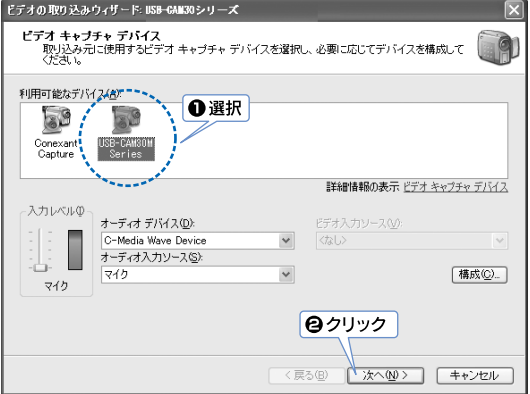 ビデオの取り込みウィザード: USB-CAM30シリーズ
ビデオ キャプチャ デバイス
取り込み元に使用するビデオ キャプチャ デバイスを選択し、必要に応じてデバイスを構成して
ください。
利用可能なデバイス(A):
❶選択
Conexant
Capture
USB-CAM30M
Series
詳細情報の表示 ビデオ キャプチャ デバイス
入力レベル(I)
マイク
オーディオ デバイス(D):
C-Media Wave Device
オーディオ入力ソース(S):
マイク
ビデオ入力ソース(V):
<なし>
構成(C)...
❷クリック
< 戻る(B)
次へ(N) >
キャンセル